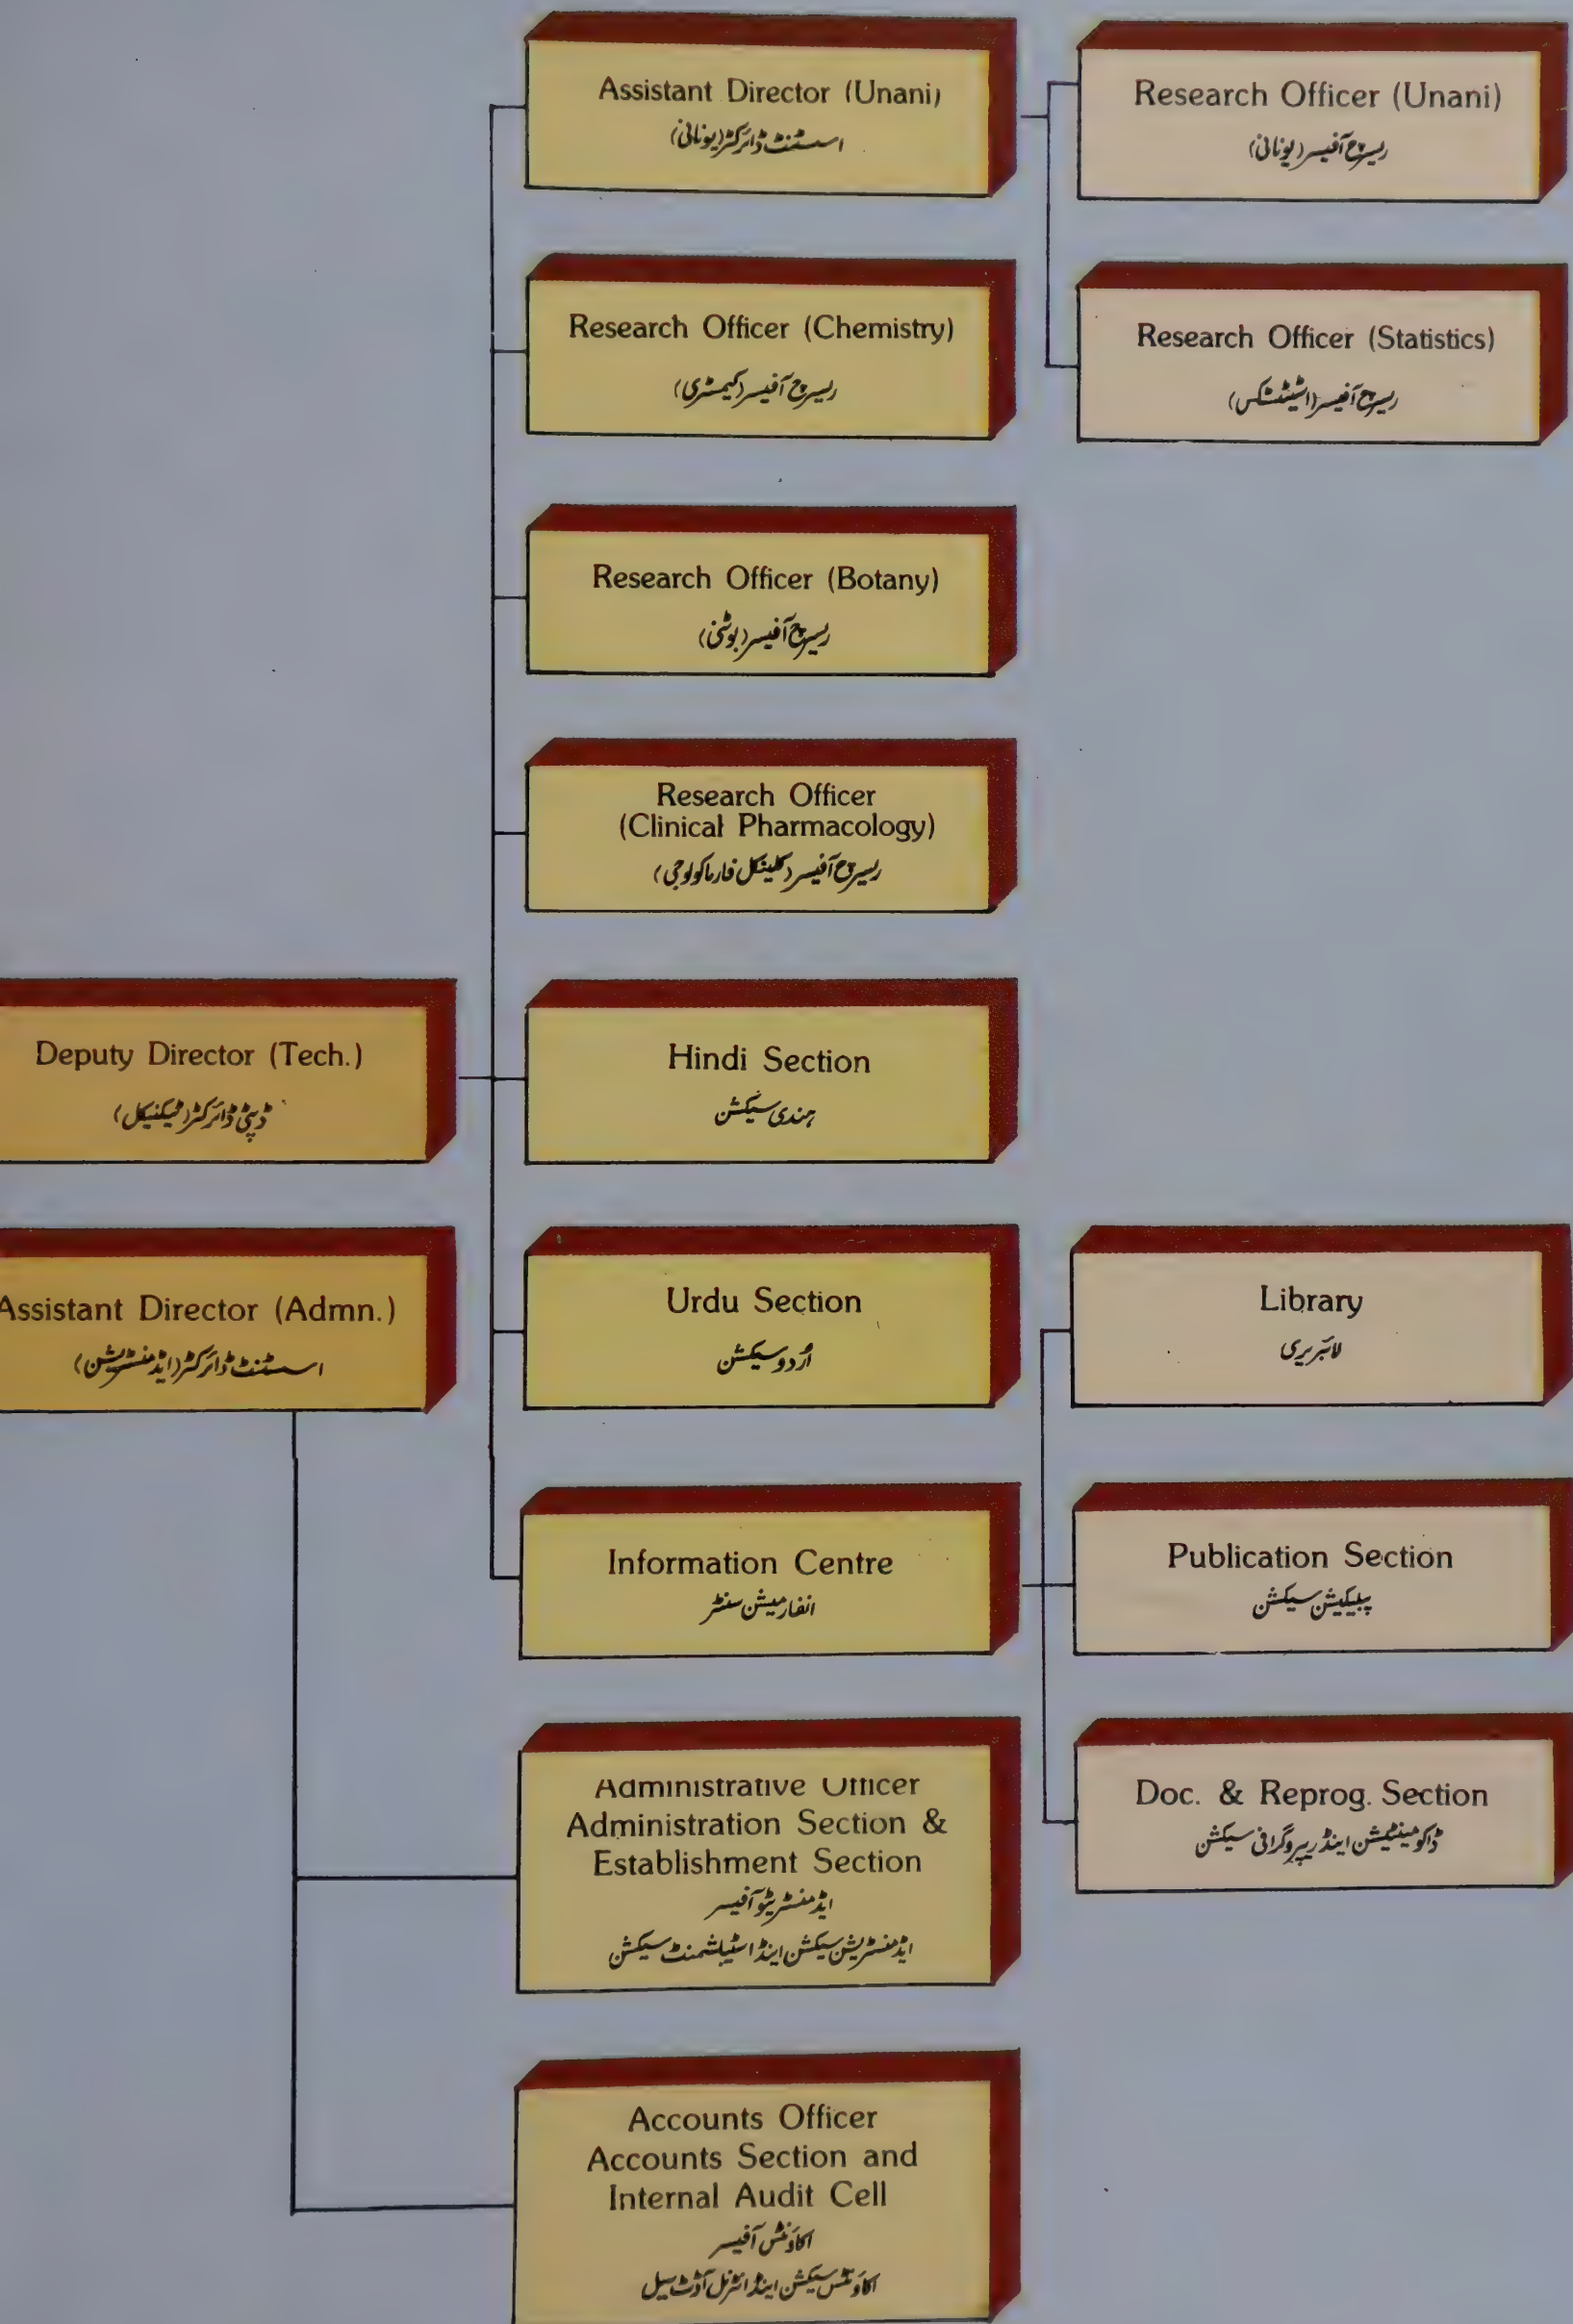 Assistant Director (Unani)
اسسٹنٹ ڈائرکٹر (یونانی)
Research Officer (Unani)
ریسرچ آفیسر (یونانی)
Research Officer (Chemistry)
ریسرچ آفیسر (کیمسٹری)
Research Officer (Statistics)
ریسرچ آفیسر (اسٹیٹسٹکس)
Research Officer (Botany)
ریسرچ آفیسر (بوٹنی)
Research Officer
(Clinical Pharmacology)
ریسرچ آفیسر (کلینکل فارماکولوجی)
Deputy Director (Tech.)
ڈپٹی ڈائرکٹر (ٹیکنیکل)
Hindi Section
ہندی سیکشن
Assistant Director (Admn.)
اسسٹنٹ ڈائرکٹر (ایڈمنسٹریشن)
Urdu Section
اُردو سیکشن
Library
لائبریری
Information Centre
انفارمیشن سنٹر
Publication Section
پبلیکیشن سیکشن
Doc. & Reprog. Section
ڈاکومینٹیشن اینڈ ریپروگرافی سیکشن
Administrative Officer
Administration Section &
Establishment Section
ایڈمنسٹریٹو آفیسر
ایڈمنسٹریشن سیکشن اینڈ اسٹیبلشمنٹ سیکشن
Accounts Officer
Accounts Section and
Internal Audit Cell
اکاؤنٹس آفیسر
اکاؤنٹس سیکشن اینڈ انٹرنل آڈٹ سیل